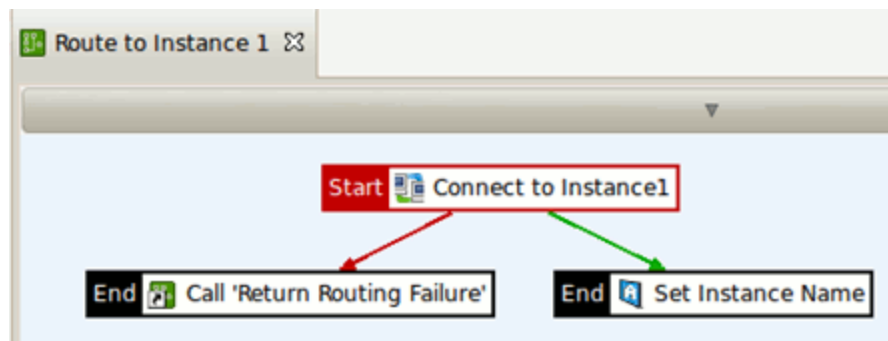 Route to Instance 1
Start Connect to Instance1
End Call 'Return Routing Failure'
End Set Instance Name